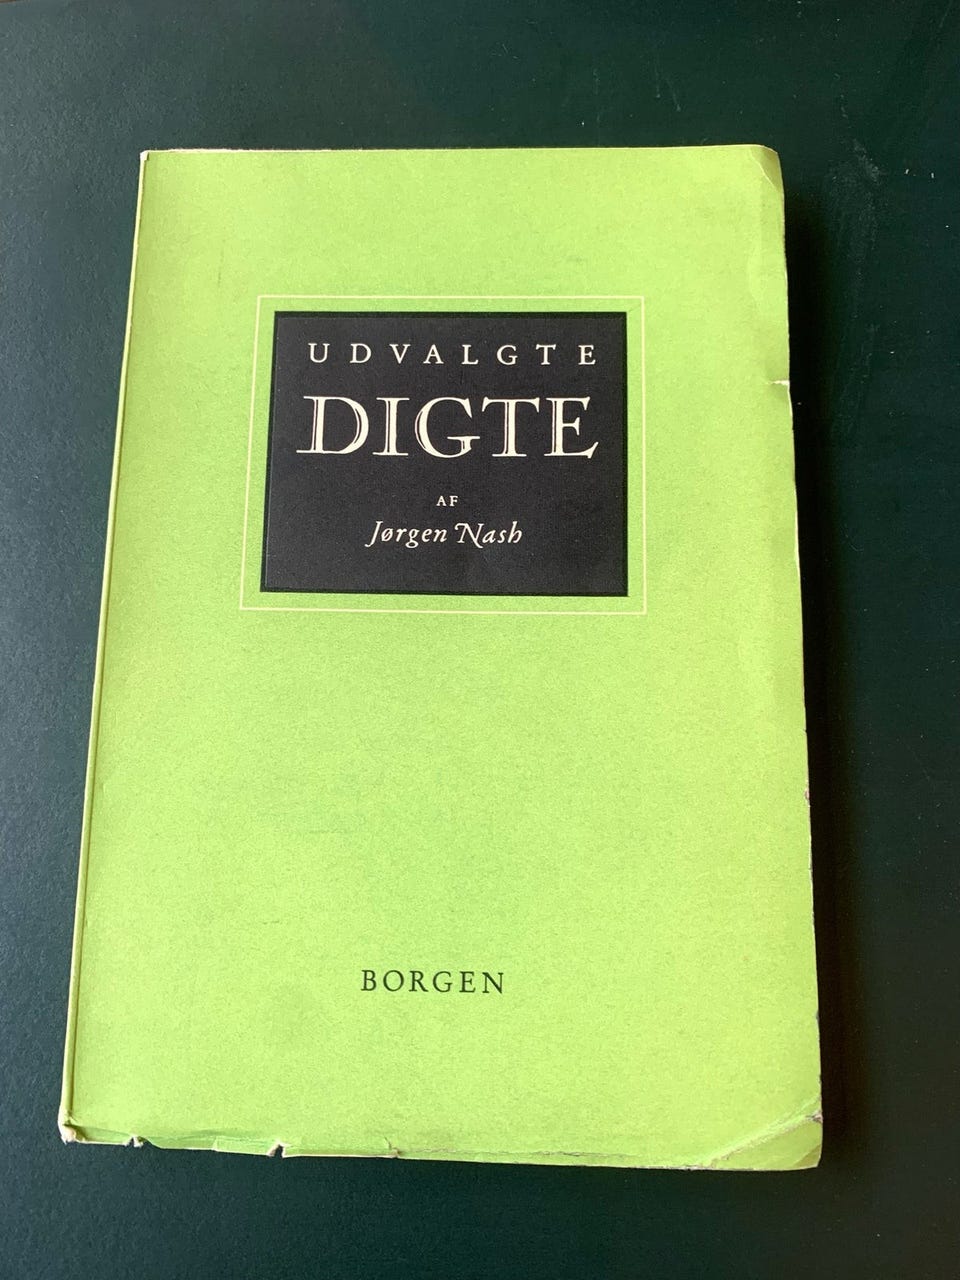 UDVALGTE
DIGTE
AF
Jørgen Nash
BORGEN